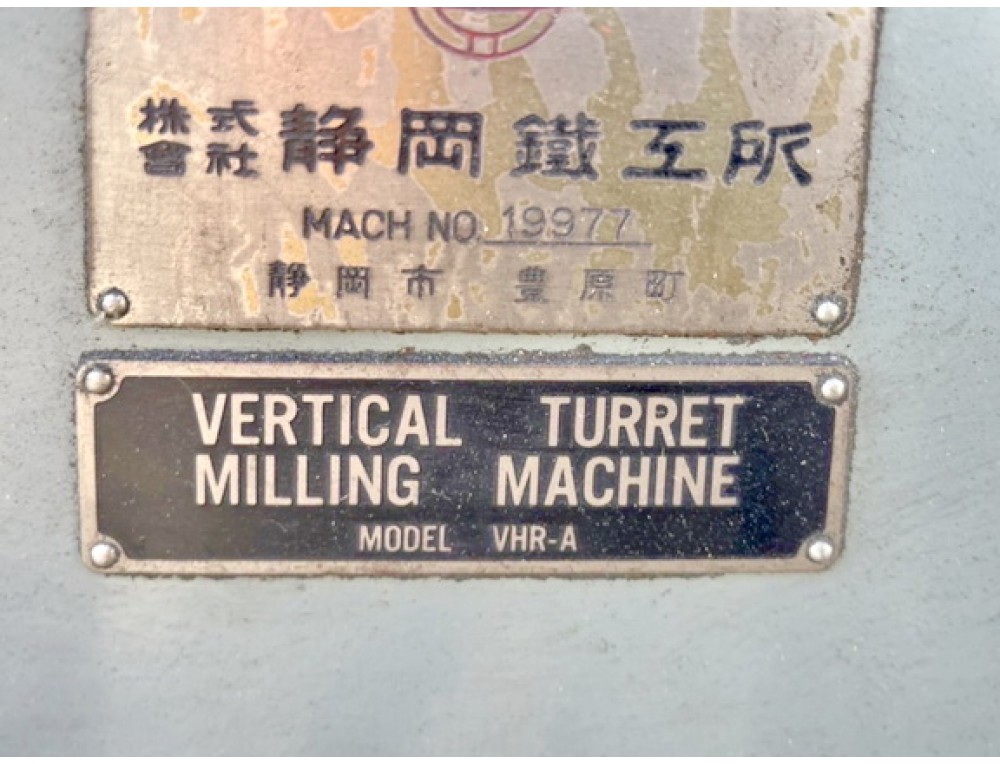 株式會社 静岡鐵工所
MACH NO. 19977
静岡市 豊原町
VERTICAL TURRET
MILLING MACHINE
MODEL VHR-A